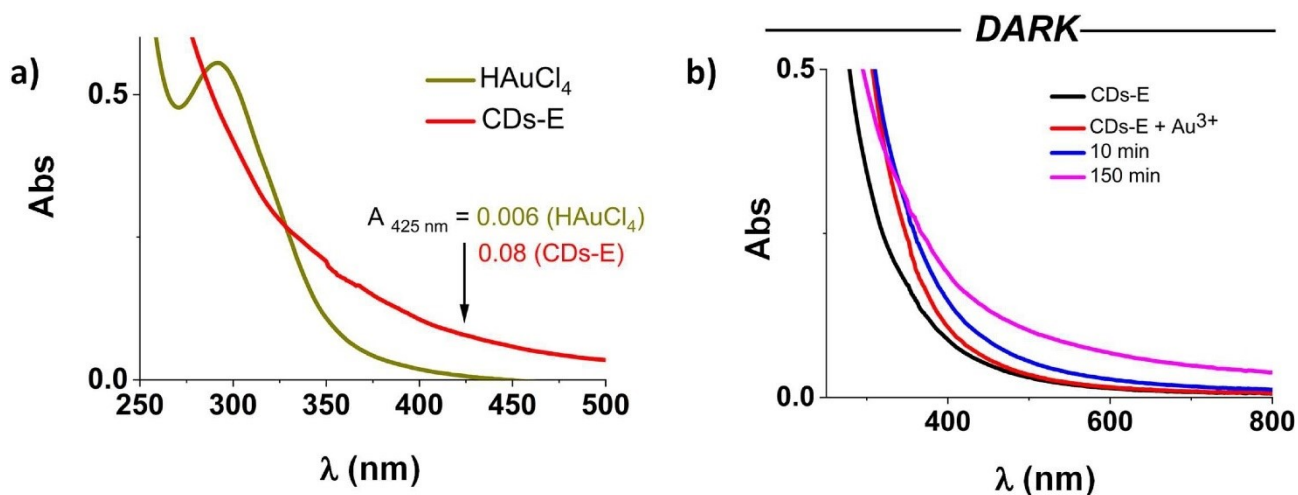 a)
Abs
0.5
0.0
HAuCl₄
CDs-E
A 425 nm = 0.006 (HAuCl₄)
0.08 (CDs-E)
250 300 350 400 450 500
λ (nm)
DARK
b)
Abs
0.5
0.0
CDs-E
CDs-E + Au³⁺
10 min
150 min
400 600 800
λ (nm)